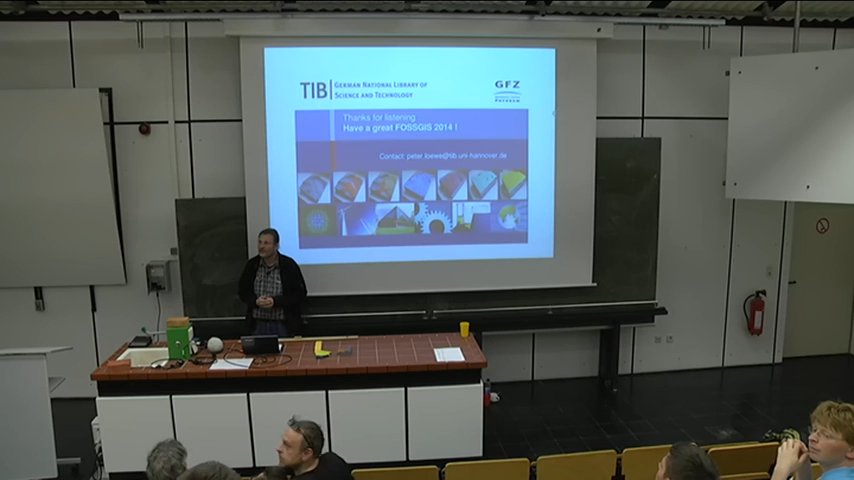 TIB GERMAN NATIONAL LIBRARY OF
SCIENCE AND TECHNOLOGY
GFZ
POTSDAM
Thanks for listening
Have a great FOSSGIS 2014 !
Contact: peter.loewe@tib.uni-hannover.de